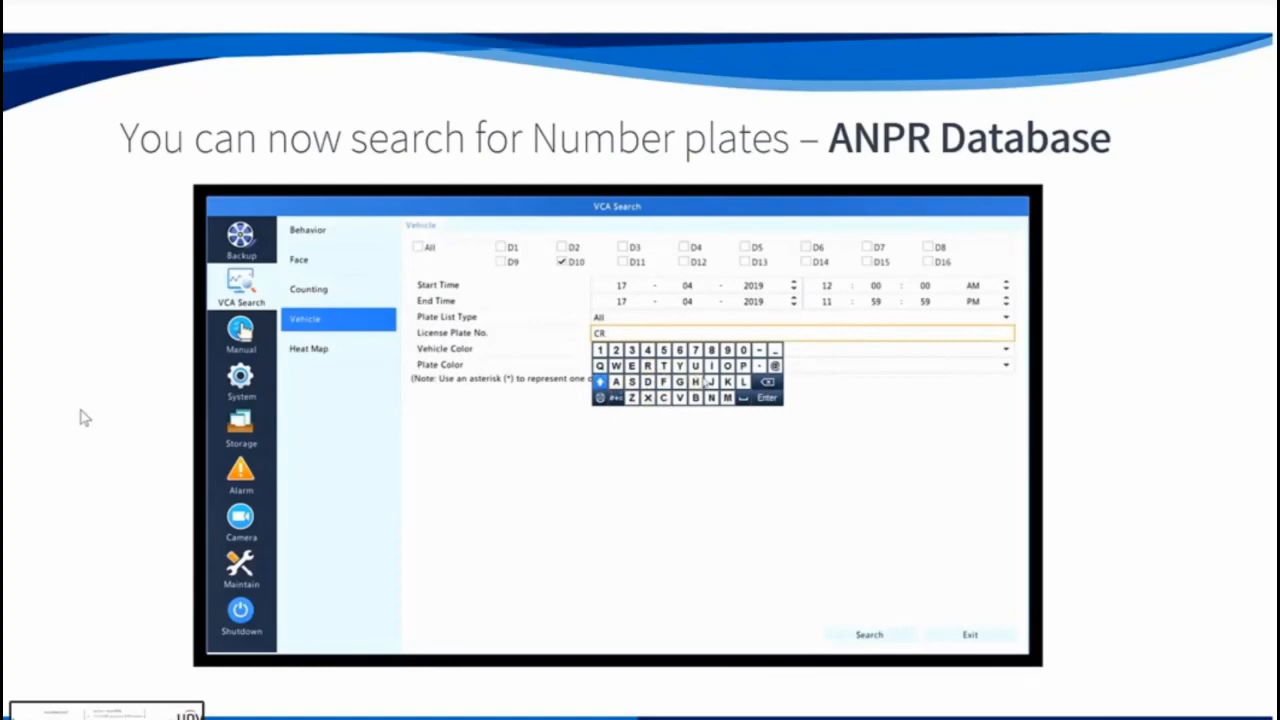 You can now search for Number plates – ANPR Database
VCA Search
Backup
VCA Search
Manual
System
Storage
Alarm
Camera
Maintain
Shutdown
Behavior
Face
Counting
Vehicle
Heat Map
Vehicle
All D1 D2 D3 D4 D5 D6 D7 D8
D9 D10 D11 D12 D13 D14 D15 D16
Start Time 17 - 04 - 2019 12 : 00 : 00 AM
End Time 17 - 04 - 2019 11 : 59 : 59 PM
Plate List Type All
License Plate No. CR
Vehicle Color
Plate Color
(Note: Use an asterisk (*) to represent one
1 2 3 4 5 6 7 8 9 0 - _
Q W E R T Y U I O P . @
A S D F G H J K L
#+= Z X C V B N M Enter
Search Exit